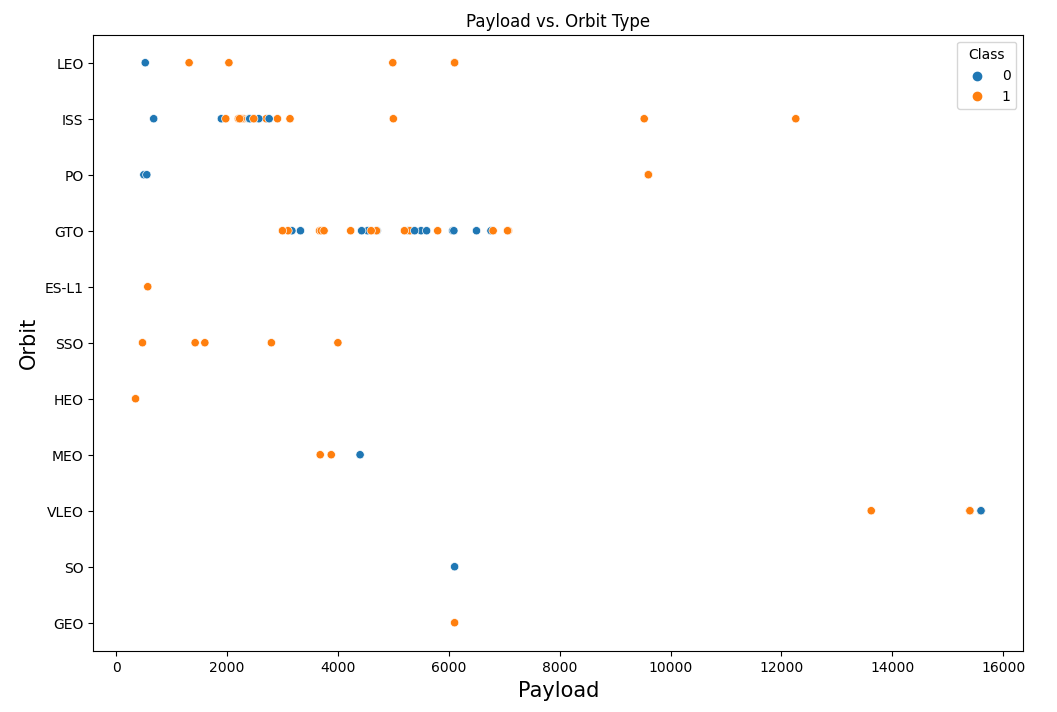 Payload vs. Orbit Type
Class
0
1
LEO
ISS
PO
GTO
ES-L1
SSO
HEO
MEO
VLEO
SO
GEO
Orbit
0 2000 4000 6000 8000 10000 12000 14000 16000
Payload